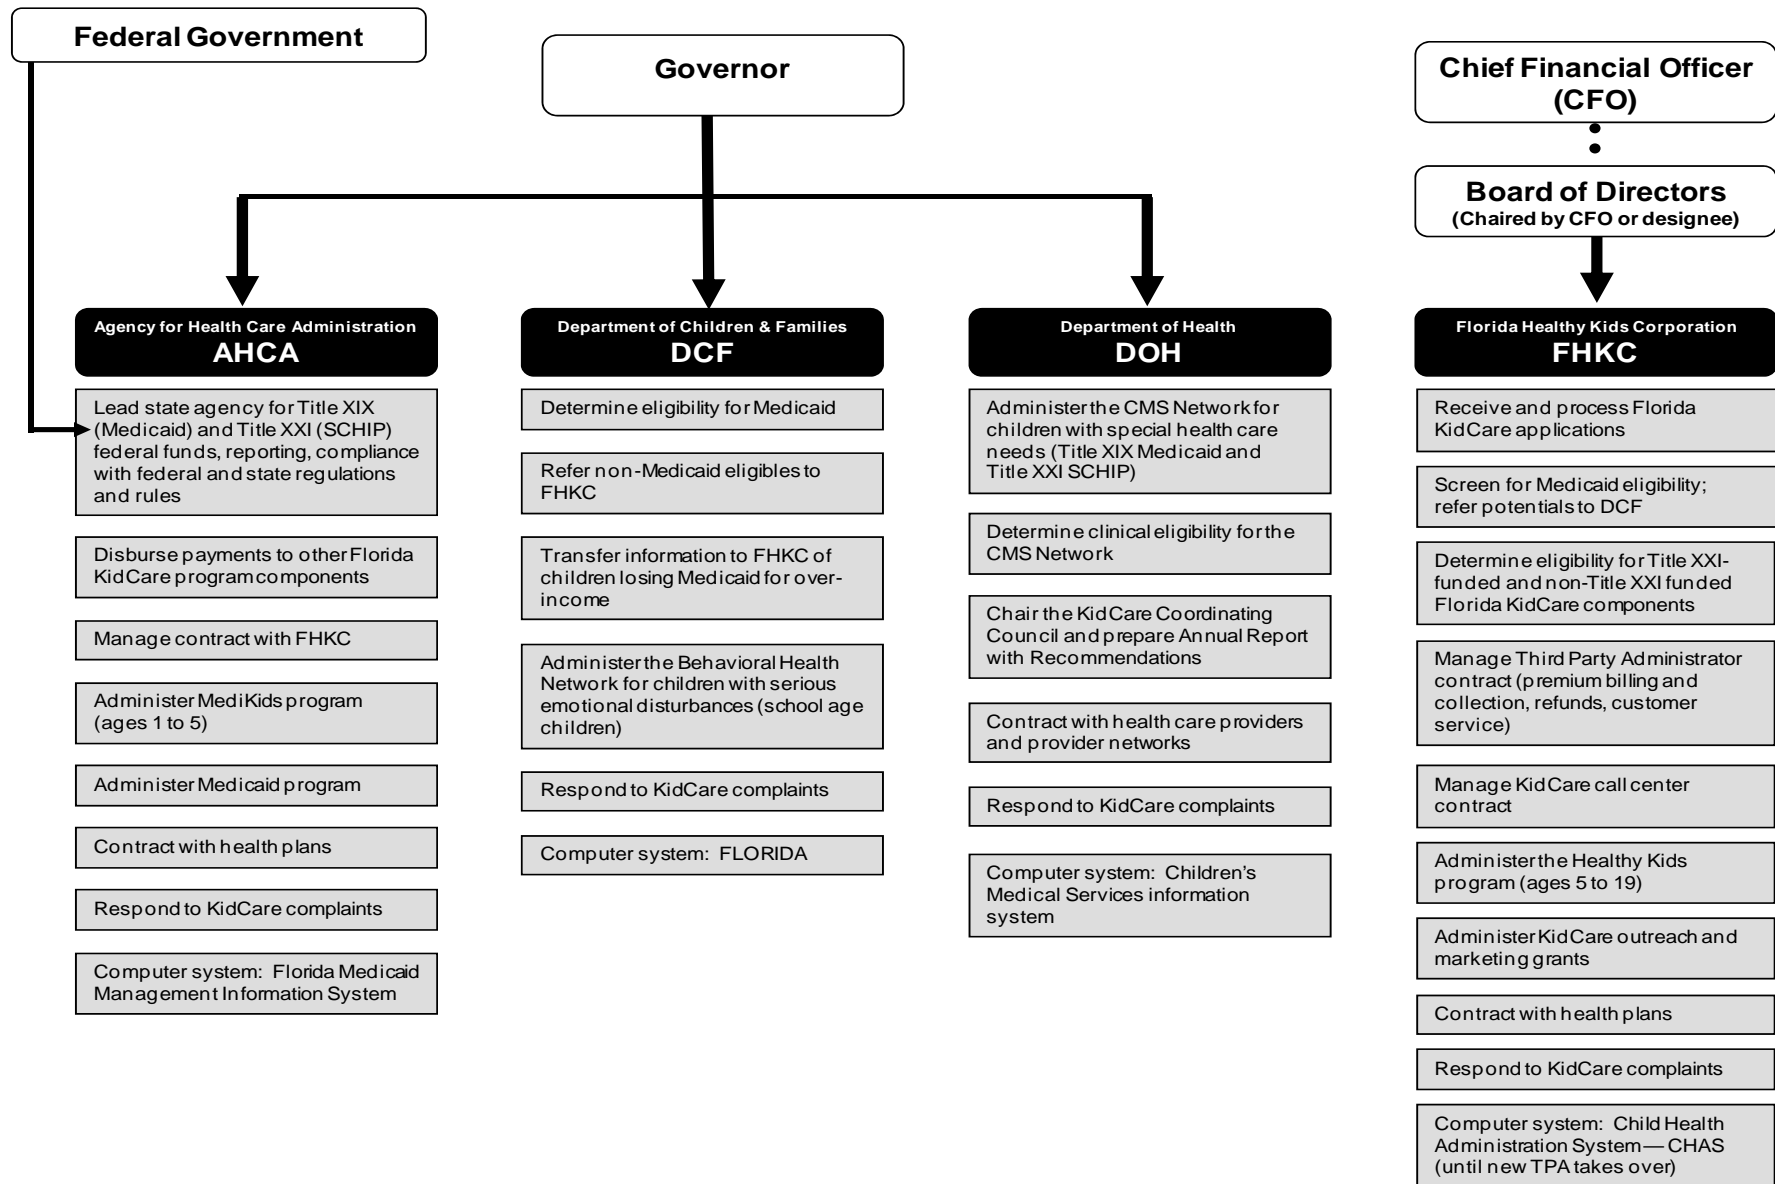 Federal Government
Governor
Chief Financial Officer
(CFO)
Board of Directors
(Chaired by CFO or designee)
Agency for Health Care Administration
AHCA
Lead state agency for Title XIX
(Medicaid) and Title XXI (SCHIP)
federal funds, reporting, compliance
with federal and state regulations
and rules
Disburse payments to other Florida
KidCare program components
Manage contract with FHKC
Administer MediKids program
(ages 1 to 5)
Administer Medicaid program
Contract with health plans
Respond to KidCare complaints
Computer system: Florida Medicaid
Management Information System
Department of Children & Families
DCF
Determine eligibility for Medicaid
Refer non-Medicaid eligibles to
FHKC
Transfer information to FHKC of
children losing Medicaid for over-
income
Administer the Behavioral Health
Network for children with serious
emotional disturbances (school age
children)
Respond to KidCare complaints
Computer system: FLORIDA
Department of Health
DOH
Administer the CMS Network for
children with special health care
needs (Title XIX Medicaid and
Title XXI SCHIP)
Determine clinical eligibility for the
CMS Network
Chair the KidCare Coordinating
Council and prepare Annual Report
with Recommendations
Contract with health care providers
and provider networks
Respond to KidCare complaints
Computer system: Children's
Medical Services information
system
Florida Healthy Kids Corporation
FHKC
Receive and process Florida
KidCare applications
Screen for Medicaid eligibility;
refer potentials to DCF
Determine eligibility for Title XXI-
funded and non-Title XXI funded
Florida KidCare components
Manage Third Party Administrator
contract (premium billing and
collection, refunds, customer
service)
Manage KidCare call center
contract
Administer the Healthy Kids
program (ages 5 to 19)
Administer KidCare outreach and
marketing grants
Contract with health plans
Respond to KidCare complaints
Computer system: Child Health
Administration System — CHAS
(until new TPA takes over)